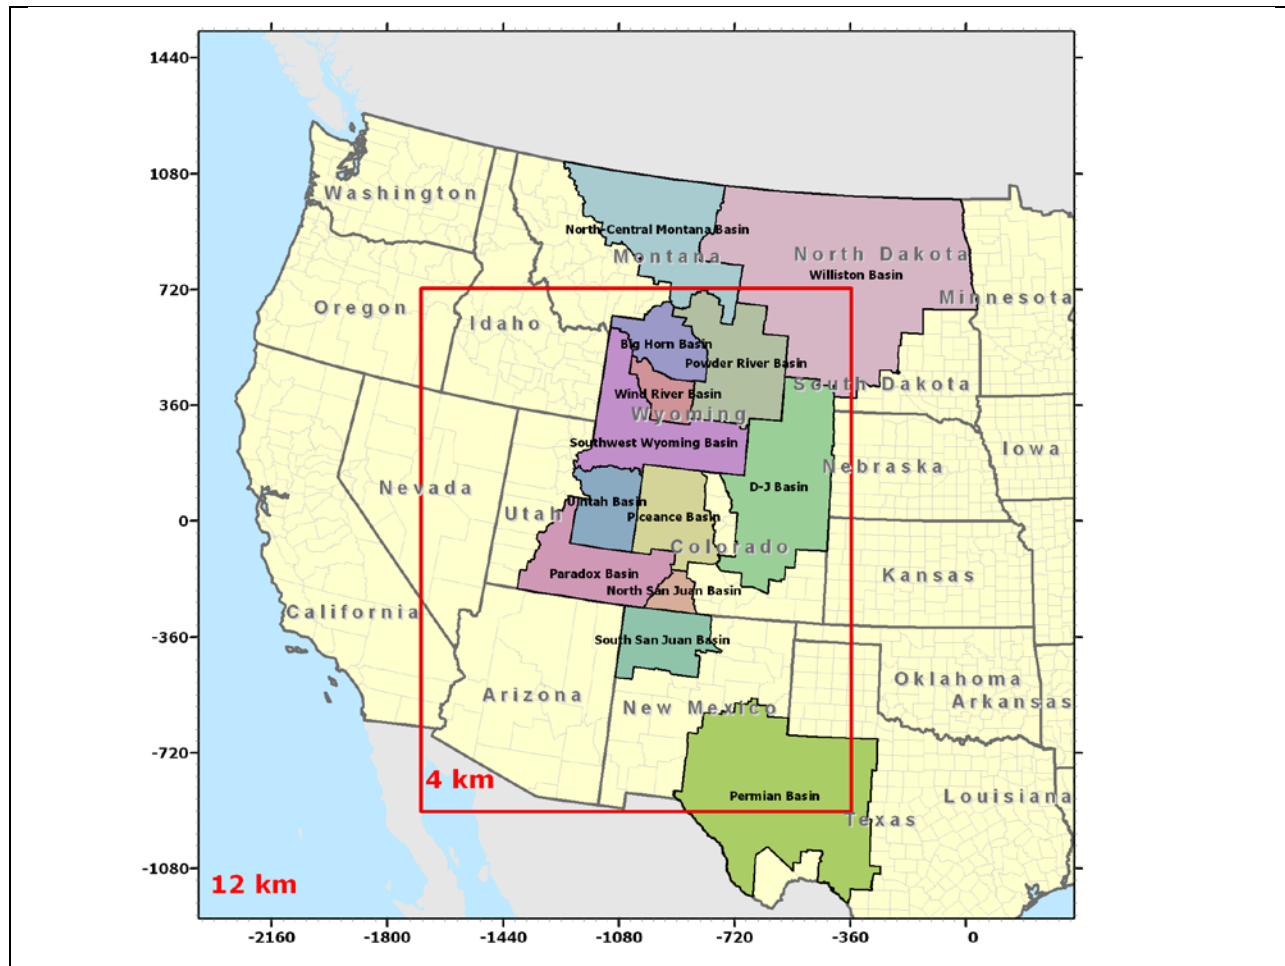 1440
1080
720
360
0
-360
-720
-1080
Washington
North-Central Montana Basin
Montana
North Dakota
Williston Basin
Minnesota
Oregon
Idaho
Big Horn Basin
Powder River Basin
South Dakota
Wind River Basin
Wyoming
Southwest Wyoming Basin
Iowa
Nebraska
Nevada
D-J Basin
Uintah Basin
Utah
Piceance Basin
Colorado
Paradox Basin
Kansas
North San Juan Basin
California
South San Juan Basin
Oklahoma
Arizona
Arkansas
New Mexico
4 km
Permian Basin
Louisiana
Texas
12 km
-2160 -1800 -1440 -1080 -720 -360 0